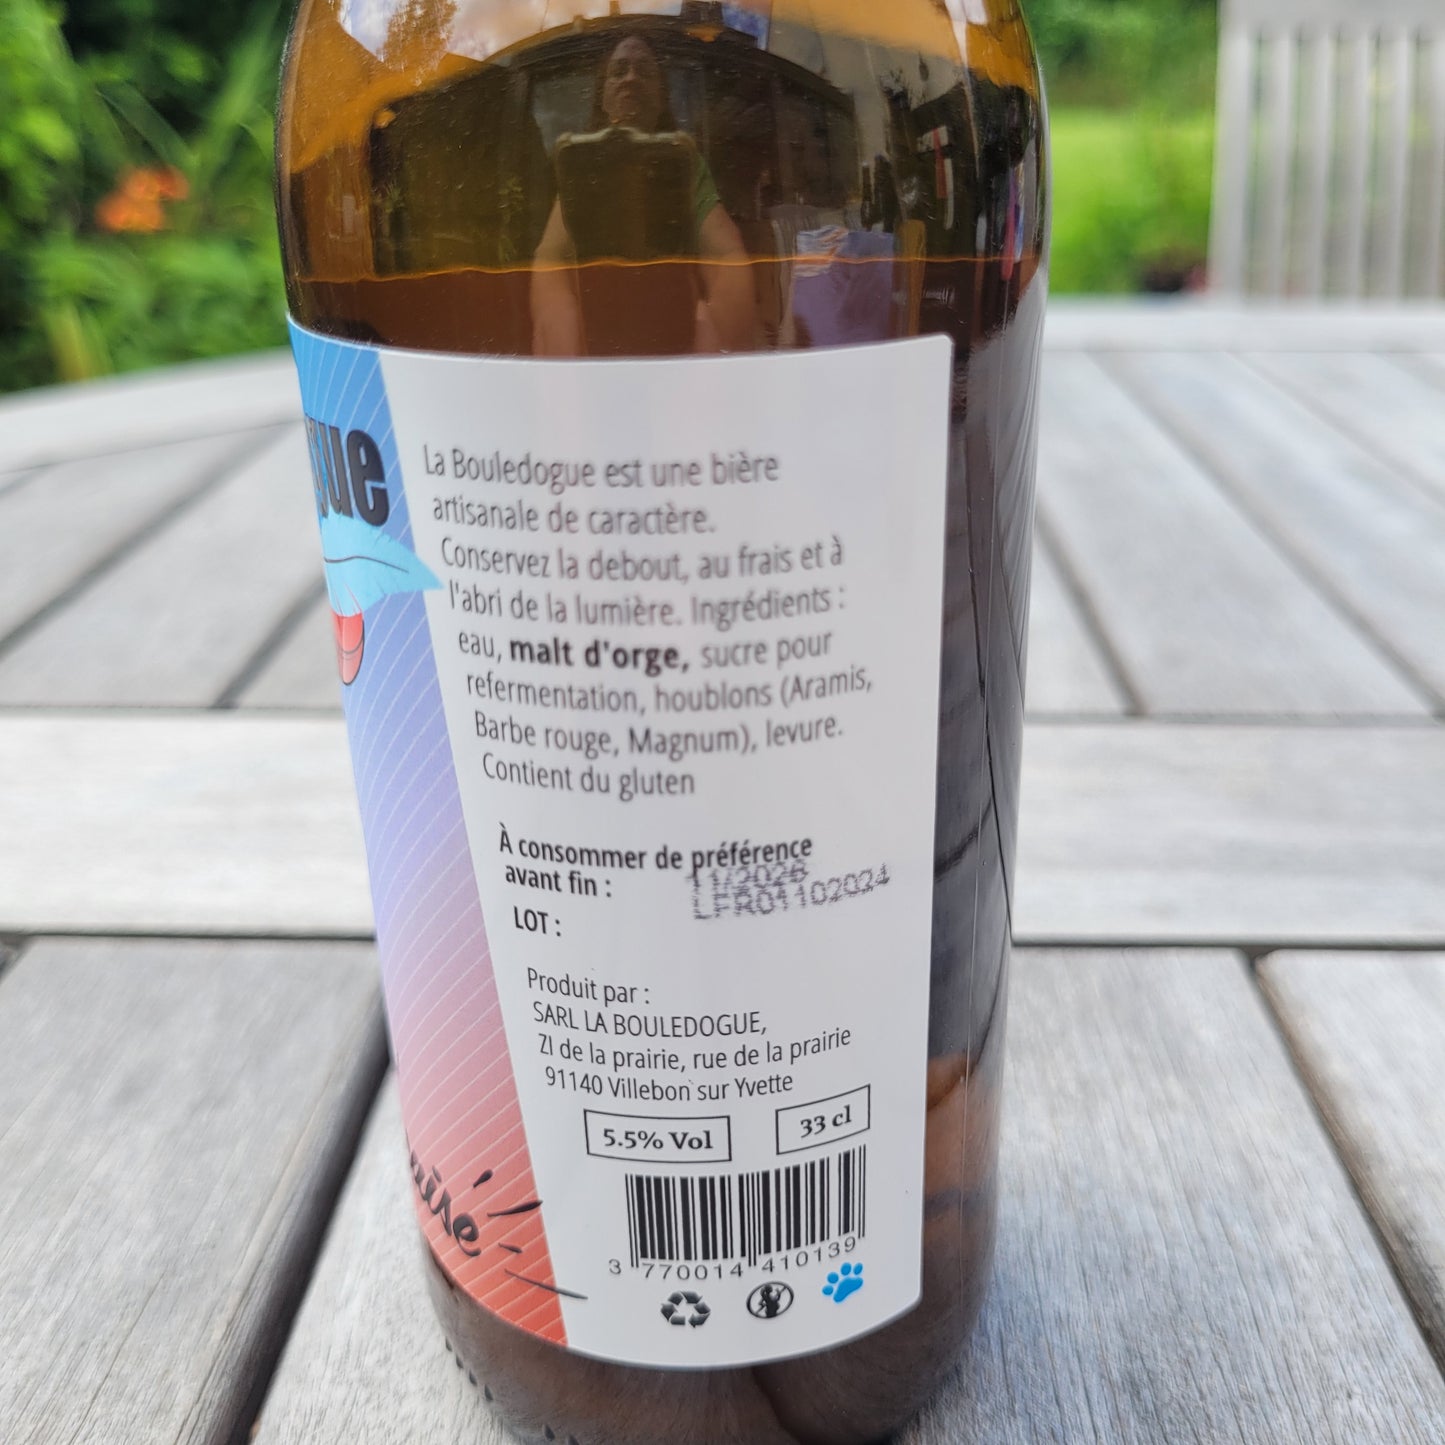 gue
La Bouledogue est une bière
artisanale de caractère.
Conservez la debout, au frais et à
l'abri de la lumière. Ingrédients :
eau, malt d'orge, sucre pour
refermentation, houblons (Aramis,
Barbe rouge, Magnum), levure.
Contient du gluten
À consommer de préférence
avant fin : 11/2026
LOT : LFR01102024
Produit par :
SARL LA BOULEDOGUE,
ZI de la prairie, rue de la prairie
91140 Villebon sur Yvette
5.5% Vol 33 cl
3 770014 410139